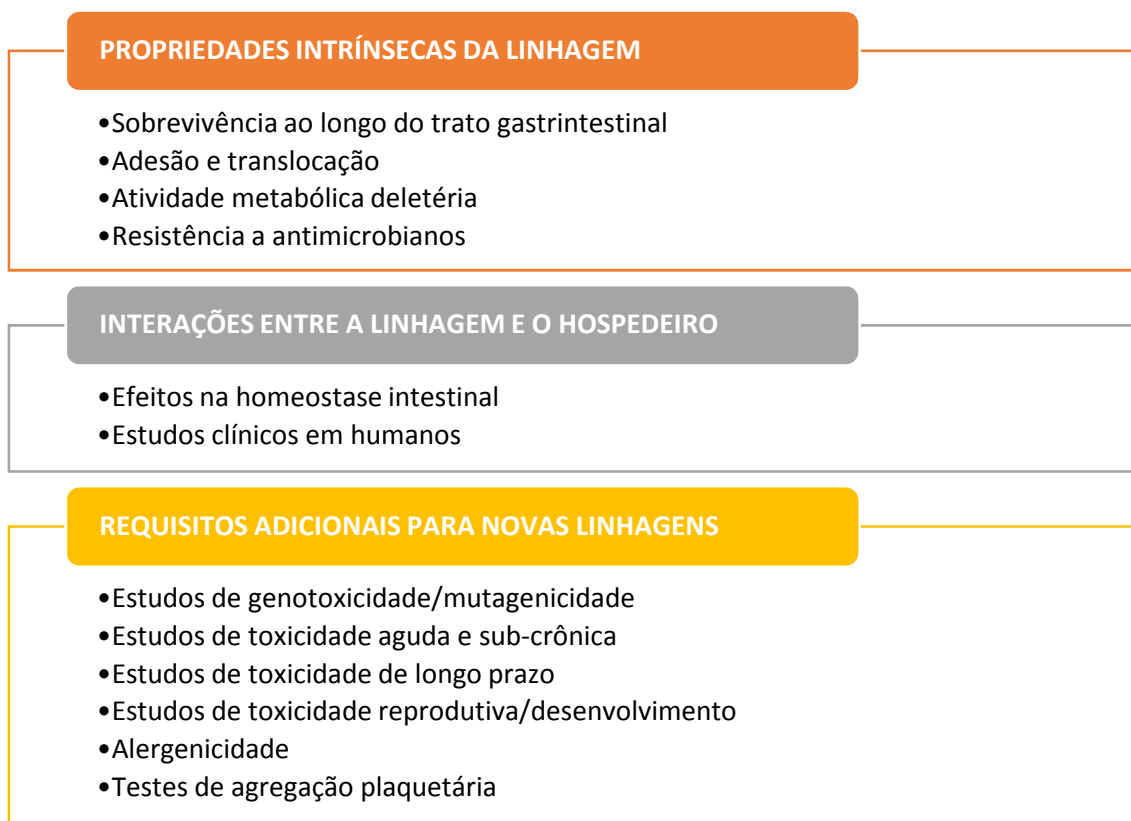 PROPRIEDADES INTRÍNSECAS DA LINHAGEM
•Sobrevivência ao longo do trato gastrintestinal
•Adesão e translocação
•Atividade metabólica deletéria
•Resistência a antimicrobianos
INTERAÇÕES ENTRE A LINHAGEM E O HOSPEDEIRO
•Efeitos na homeostase intestinal
•Estudos clínicos em humanos
REQUISITOS ADICIONAIS PARA NOVAS LINHAGENS
•Estudos de genotoxicidade/mutagenicidade
•Estudos de toxicidade aguda e sub-crônica
•Estudos de toxicidade de longo prazo
•Estudos de toxicidade reprodutiva/desenvolvimento
•Alergenicidade
•Testes de agregação plaquetária